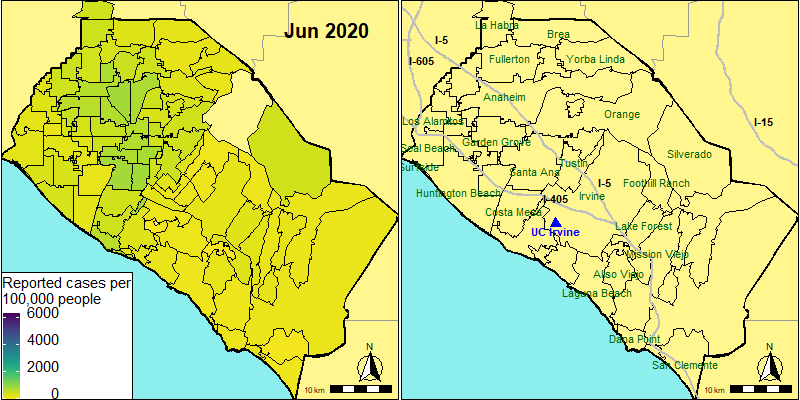 Jun 2020
Reported cases per
100,000 people
6000
4000
2000
0
N
10 km
La Habra
Brea
I-5
I-605
Fullerton
Yorba Linda
Anaheim
Orange
I-15
Los Alamitos
Garden Grove
Seal Beach
Silverado
Surfside
Tustin
Santa Ana
I-5
Foothill Ranch
Huntington Beach
I-405
Irvine
Costa Mesa
UC Irvine
Lake Forest
Mission Viejo
Aliso Viejo
Laguna Beach
Dana Point
San Clemente
N
10 km